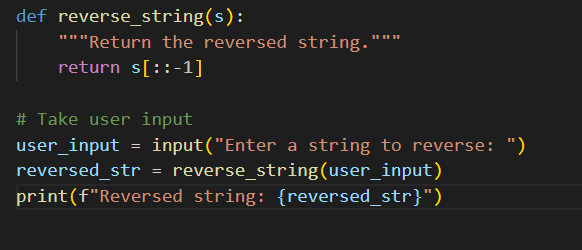 def reverse_string(s):
    """Return the reversed string."""
    return s[::-1]

# Take user input
user_input = input("Enter a string to reverse: ")
reversed_str = reverse_string(user_input)
print(f"Reversed string: {reversed_str}")